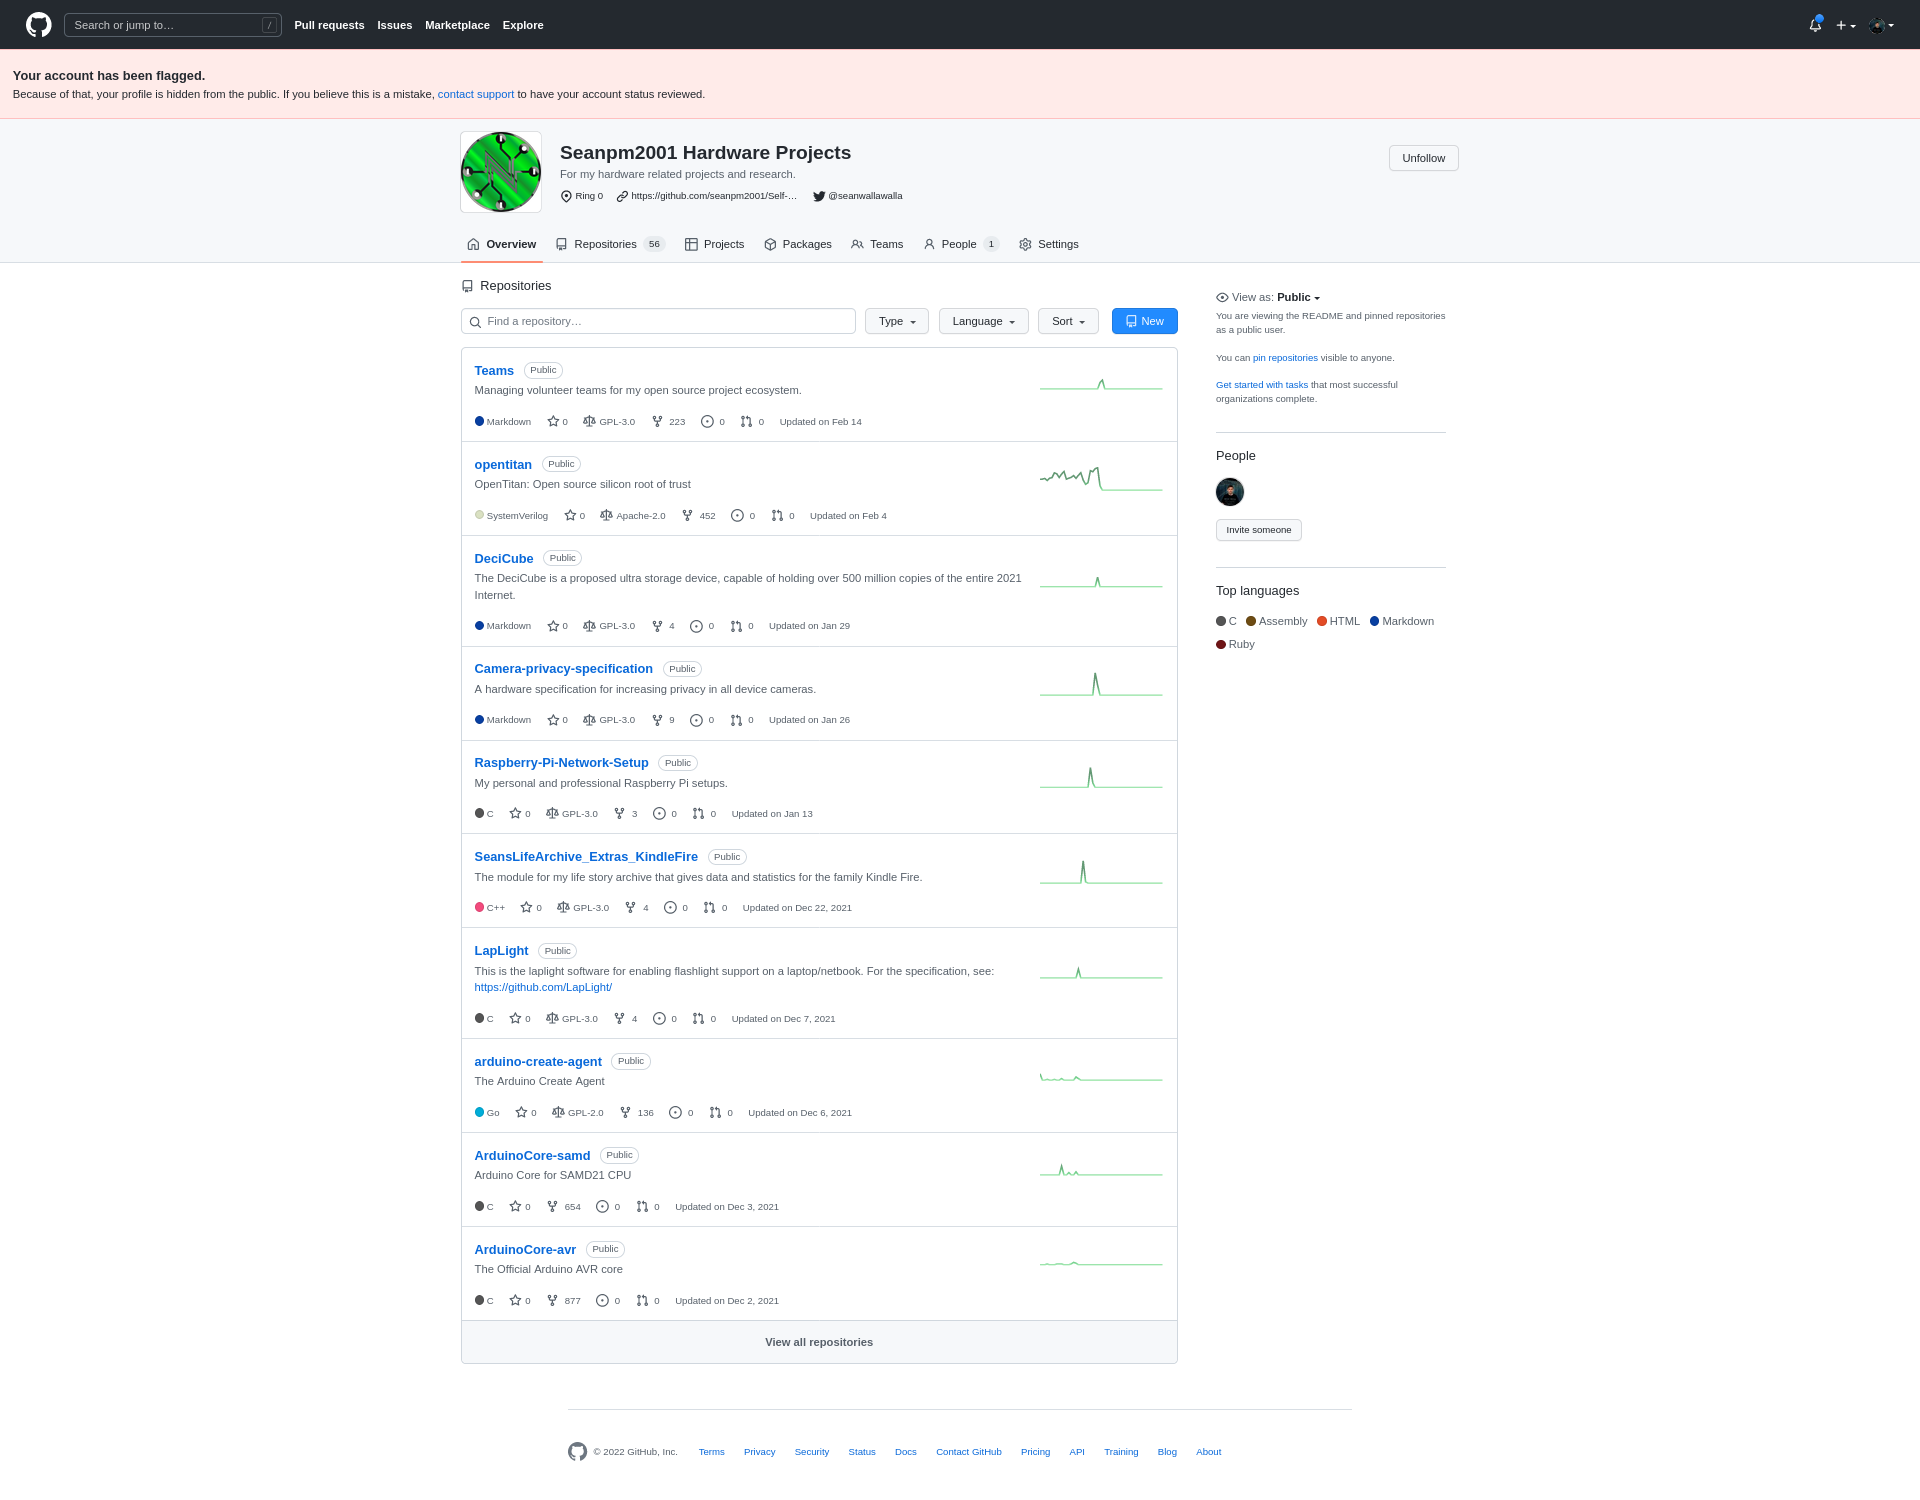 Search or jump to… /
Pull requests Issues Marketplace Explore
Your account has been flagged.
Because of that, your profile is hidden from the public. If you believe this is a mistake, contact support to have your account status reviewed.
Seanpm2001 Hardware Projects
Unfollow
For my hardware related projects and research.
Ring 0 https://github.com/seanpm2001/Self-… @seanwallawalla
Overview Repositories 56 Projects Packages Teams People 1 Settings
Repositories
Find a repository… Type Language Sort New
Teams Public
Managing volunteer teams for my open source project ecosystem.
Markdown 0 GPL-3.0 223 0 0 Updated on Feb 14
opentitan Public
OpenTitan: Open source silicon root of trust
SystemVerilog 0 Apache-2.0 452 0 0 Updated on Feb 4
DeciCube Public
The DeciCube is a proposed ultra storage device, capable of holding over 500 million copies of the entire 2021
Internet.
Markdown 0 GPL-3.0 4 0 0 Updated on Jan 29
Camera-privacy-specification Public
A hardware specification for increasing privacy in all device cameras.
Markdown 0 GPL-3.0 9 0 0 Updated on Jan 26
Raspberry-Pi-Network-Setup Public
My personal and professional Raspberry Pi setups.
C 0 GPL-3.0 3 0 0 Updated on Jan 13
SeansLifeArchive_Extras_KindleFire Public
The module for my life story archive that gives data and statistics for the family Kindle Fire.
C++ 0 GPL-3.0 4 0 0 Updated on Dec 22, 2021
LapLight Public
This is the laplight software for enabling flashlight support on a laptop/netbook. For the specification, see:
https://github.com/LapLight/
C 0 GPL-3.0 4 0 0 Updated on Dec 7, 2021
arduino-create-agent Public
The Arduino Create Agent
Go 0 GPL-2.0 136 0 0 Updated on Dec 6, 2021
ArduinoCore-samd Public
Arduino Core for SAMD21 CPU
C 0 654 0 0 Updated on Dec 3, 2021
ArduinoCore-avr Public
The Official Arduino AVR core
C 0 877 0 0 Updated on Dec 2, 2021
View all repositories
View as: Public
You are viewing the README and pinned repositories
as a public user.
You can pin repositories visible to anyone.
Get started with tasks that most successful
organizations complete.
People
Invite someone
Top languages
C Assembly HTML Markdown
Ruby
© 2022 GitHub, Inc. Terms Privacy Security Status Docs Contact GitHub Pricing API Training Blog About